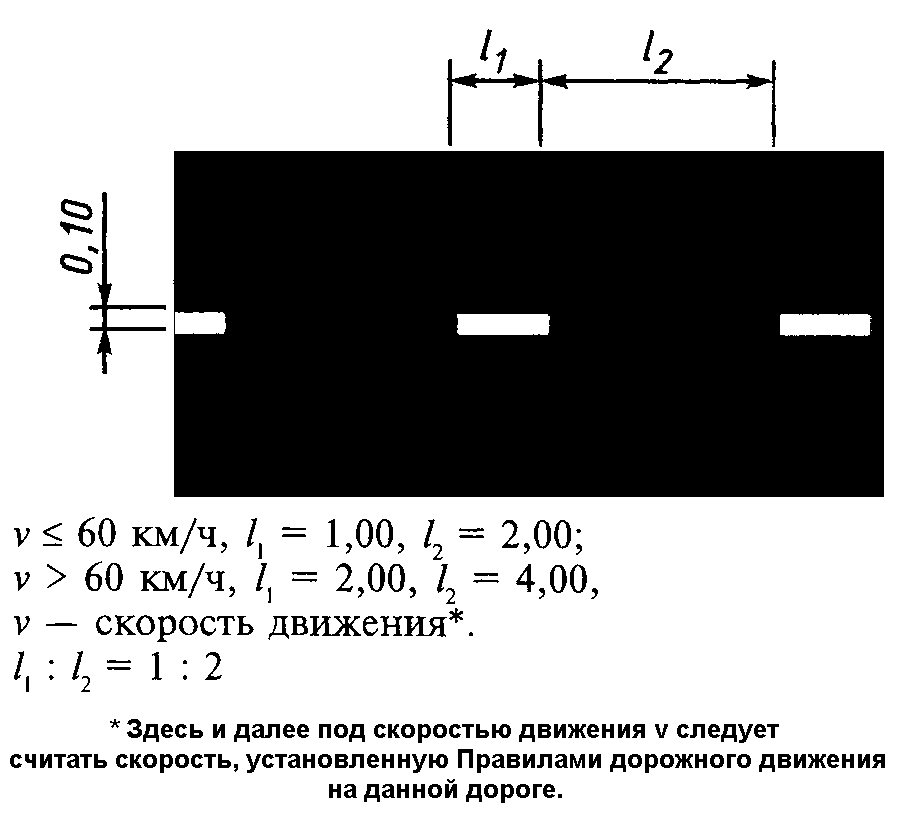 l₁ l₂
0,10
v ≤ 60 км/ч, l₁ = 1,00, l₂ = 2,00;
v > 60 км/ч, l₁ = 2,00, l₂ = 4,00,
v — скорость движения*.
l₁ : l₂ = 1 : 2
* Здесь и далее под скоростью движения v следует
считать скорость, установленную Правилами дорожного движения
на данной дороге.